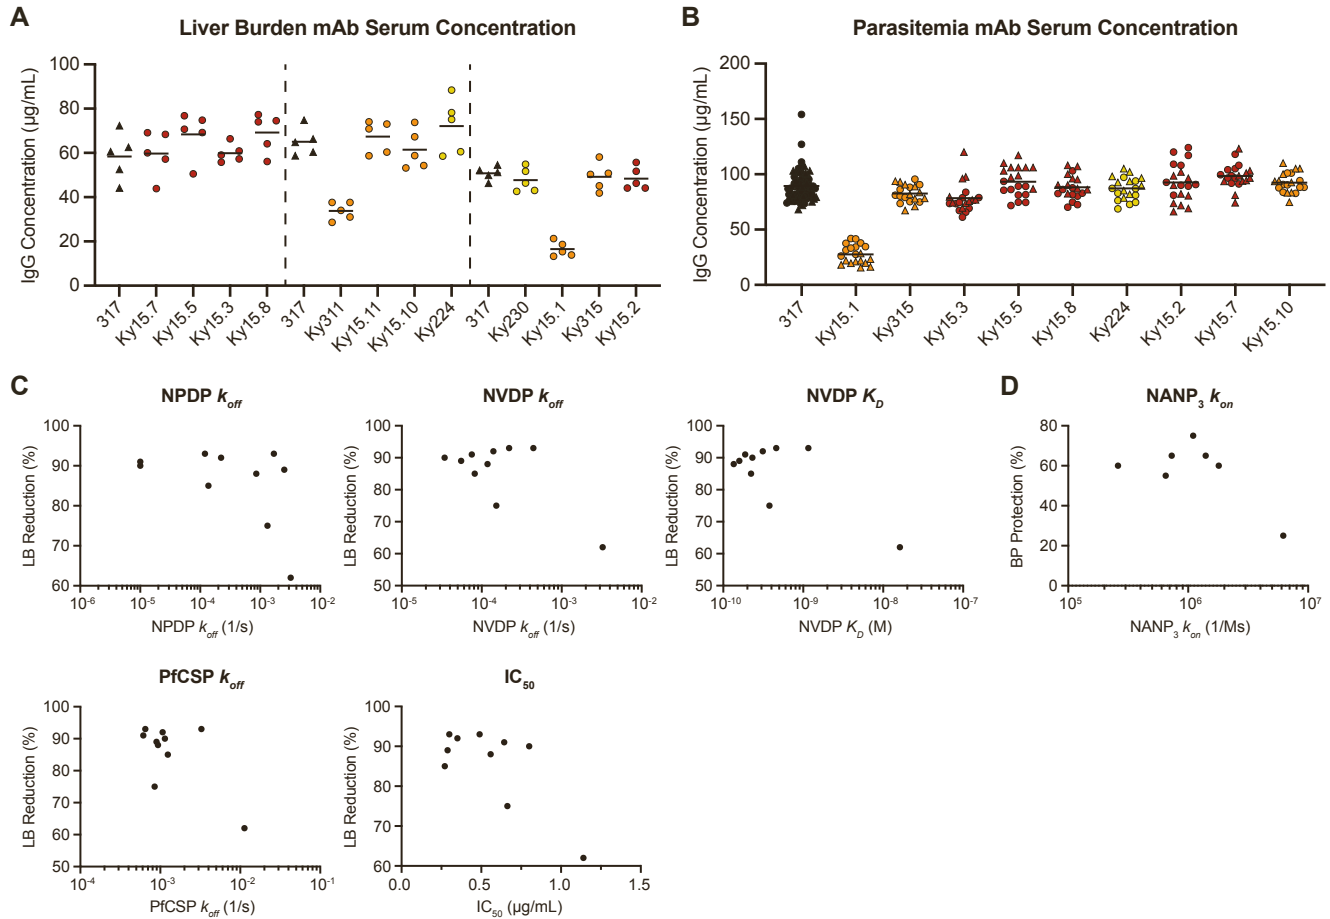 A
Liver Burden mAb Serum Concentration
IgG Concentration (μg/mL)
100
80
60
40
20
0
317
Ky15.7
Ky15.5
Ky15.3
Ky15.8
317
Ky311
Ky15.11
Ky15.10
Ky224
317
Ky230
Ky15.1
Ky315
Ky15.2
B
Parasitemia mAb Serum Concentration
IgG Concentration (μg/mL)
200
150
100
50
0
317
Ky15.1
Ky315
Ky15.3
Ky15.5
Ky15.8
Ky224
Ky15.2
Ky15.7
Ky15.10
C
NPDP koff
LB Reduction (%)
100
90
80
70
60
10-6
10-5
10-4
10-3
10-2
NPDP koff (1/s)
NVDP koff
LB Reduction (%)
100
90
80
70
60
50
10-5
10-4
10-3
10-2
NVDP koff (1/s)
NVDP KD
LB Reduction (%)
100
90
80
70
60
50
10-10
10-9
10-8
10-7
NVDP KD (M)
D
NANP3 kon
BP Protection (%)
80
60
40
20
0
105
106
107
NANP3 kon (1/Ms)
PfCSP koff
LB Reduction (%)
100
90
80
70
60
50
10-4
10-3
10-2
10-1
PfCSP koff (1/s)
IC50
LB Reduction (%)
100
90
80
70
60
0.0
0.5
1.0
1.5
IC50 (μg/mL)